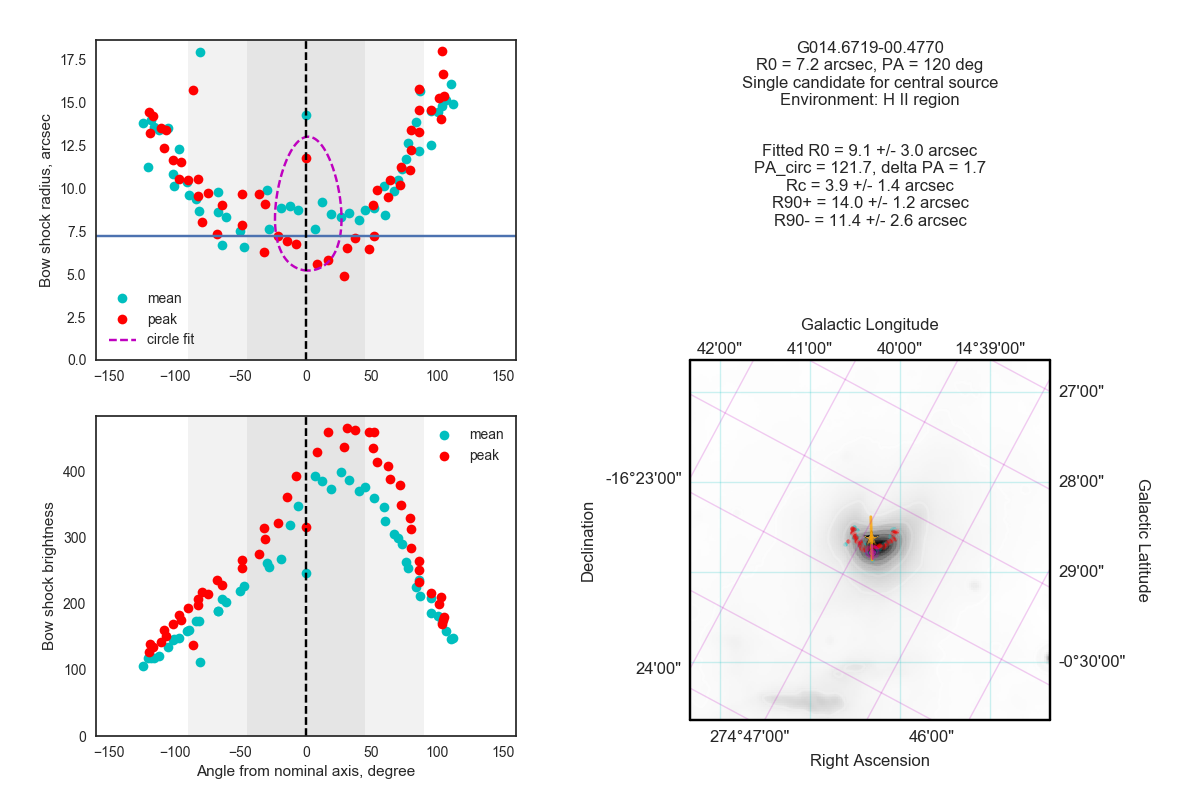 17.5
15.0
12.5
10.0
7.5
5.0
2.5
0.0
Bow shock radius, arcsec
mean
peak
circle fit
−150 −100 −50 0 50 100 150
G014.6719-00.4770
R0 = 7.2 arcsec, PA = 120 deg
Single candidate for central source
Environment: H II region
Fitted R0 = 9.1 +/- 3.0 arcsec
PA_circ = 121.7, delta PA = 1.7
Rc = 3.9 +/- 1.4 arcsec
R90+ = 14.0 +/- 1.2 arcsec
R90- = 11.4 +/- 2.6 arcsec
400
300
200
100
0
Bow shock brightness
mean
peak
−150 −100 −50 0 50 100 150
Angle from nominal axis, degree
Galactic Longitude
42'00" 41'00" 40'00" 14°39'00"
27'00"
28'00"
29'00"
-0°30'00"
Galactic Latitude
-16°23'00"
24'00"
Declination
274°47'00" 46'00"
Right Ascension